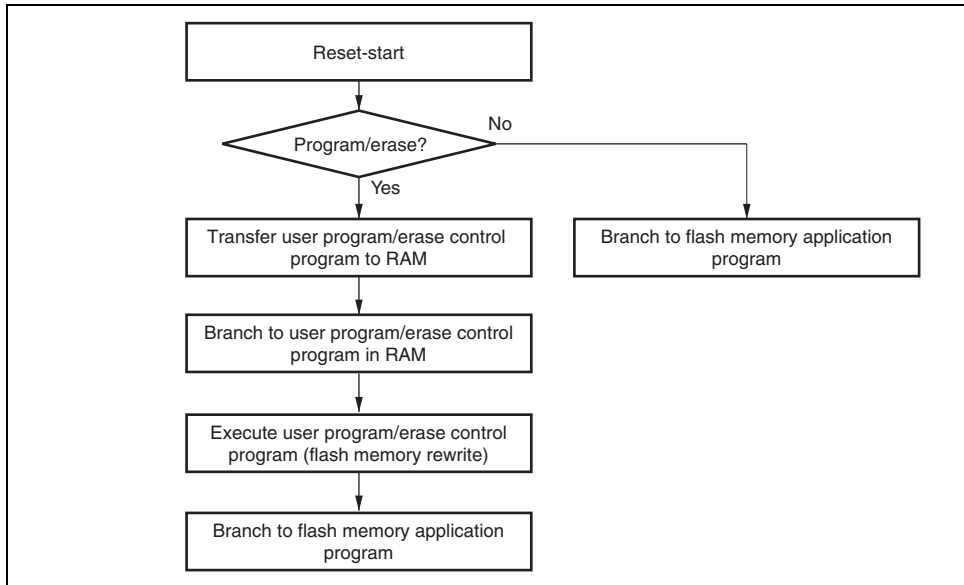 Reset-start
Program/erase?
No
Yes
Transfer user program/erase control
program to RAM
Branch to flash memory application
program
Branch to user program/erase control
program in RAM
Execute user program/erase control
program (flash memory rewrite)
Branch to flash memory application
program